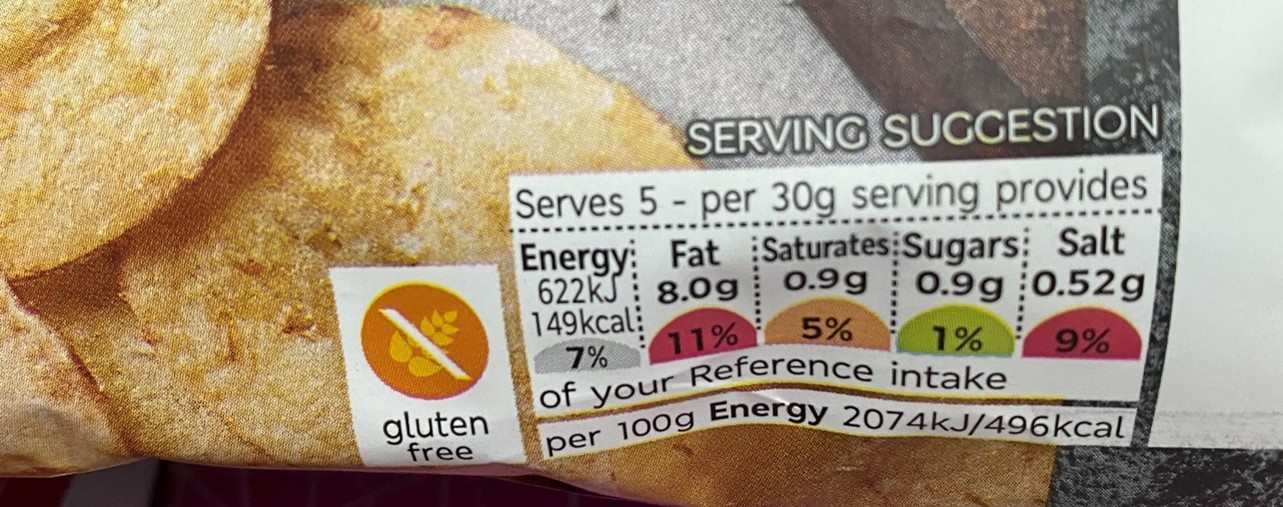 SERVING SUGGESTION
Serves 5 - per 30g serving provides
Energy Fat Saturates Sugars Salt
622kJ 8.0g 0.9g 0.9g 0.52g
149kcal
7% 11% 5% 1% 9%
of your Reference intake
per 100g Energy 2074kJ/496kcal
gluten
free